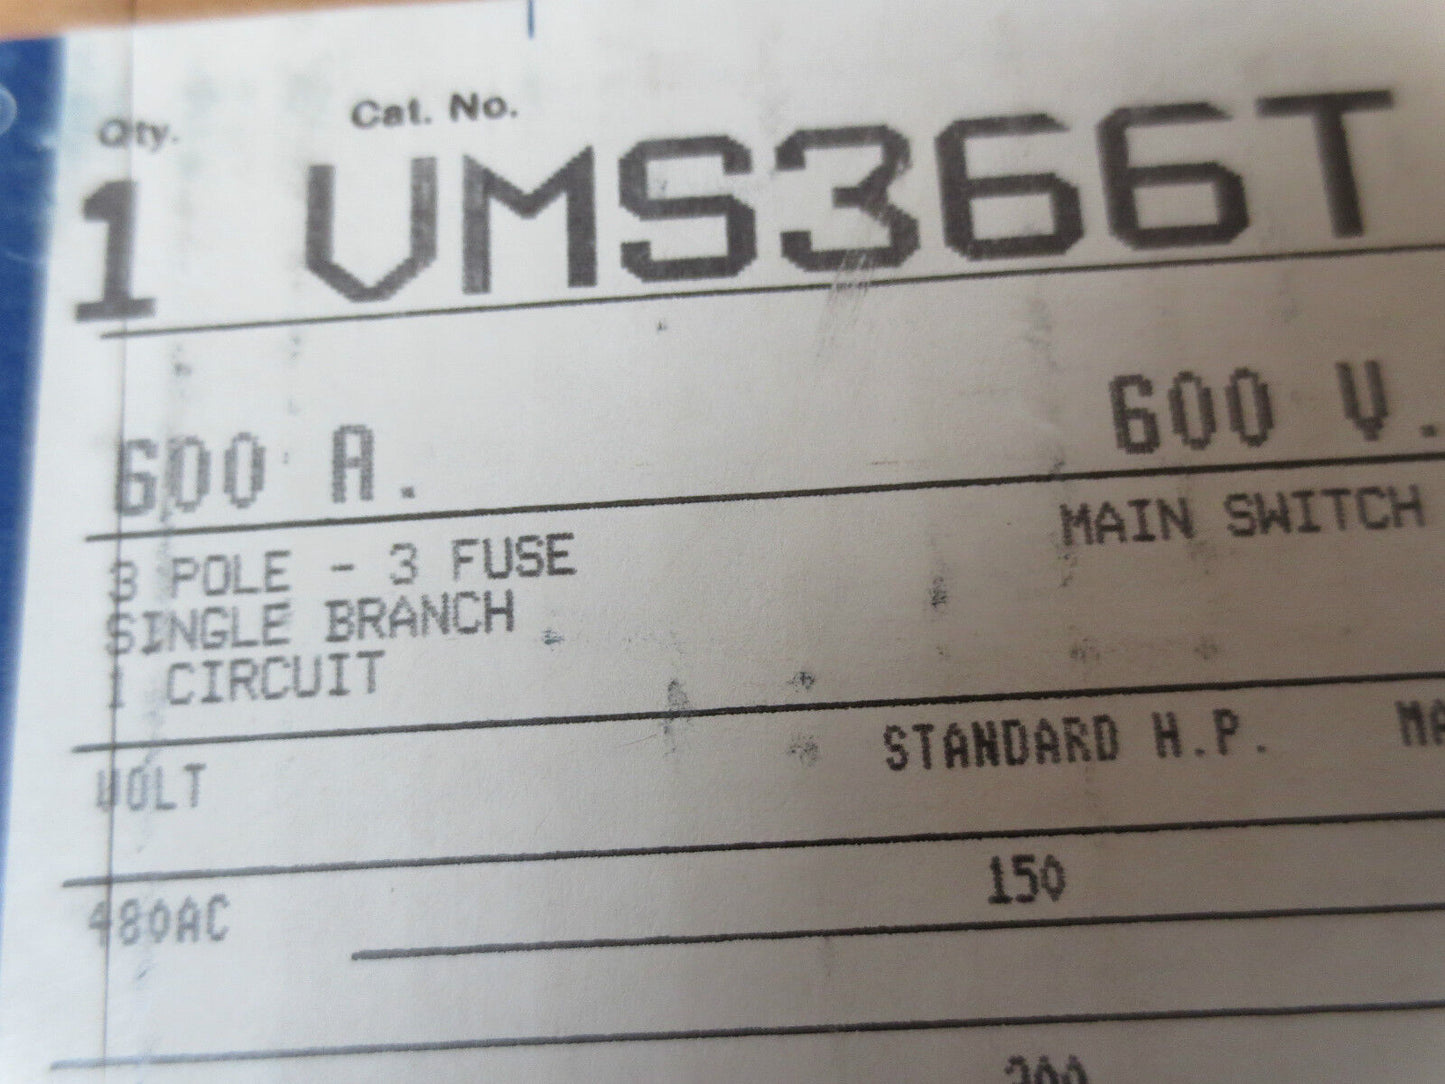 Qty. Cat. No.
1 VMS366T
600 A. 600 V.
3 POLE - 3 FUSE MAIN SWITCH
SINGLE BRANCH
1 CIRCUIT
VOLT STANDARD H.P.
480AC 150